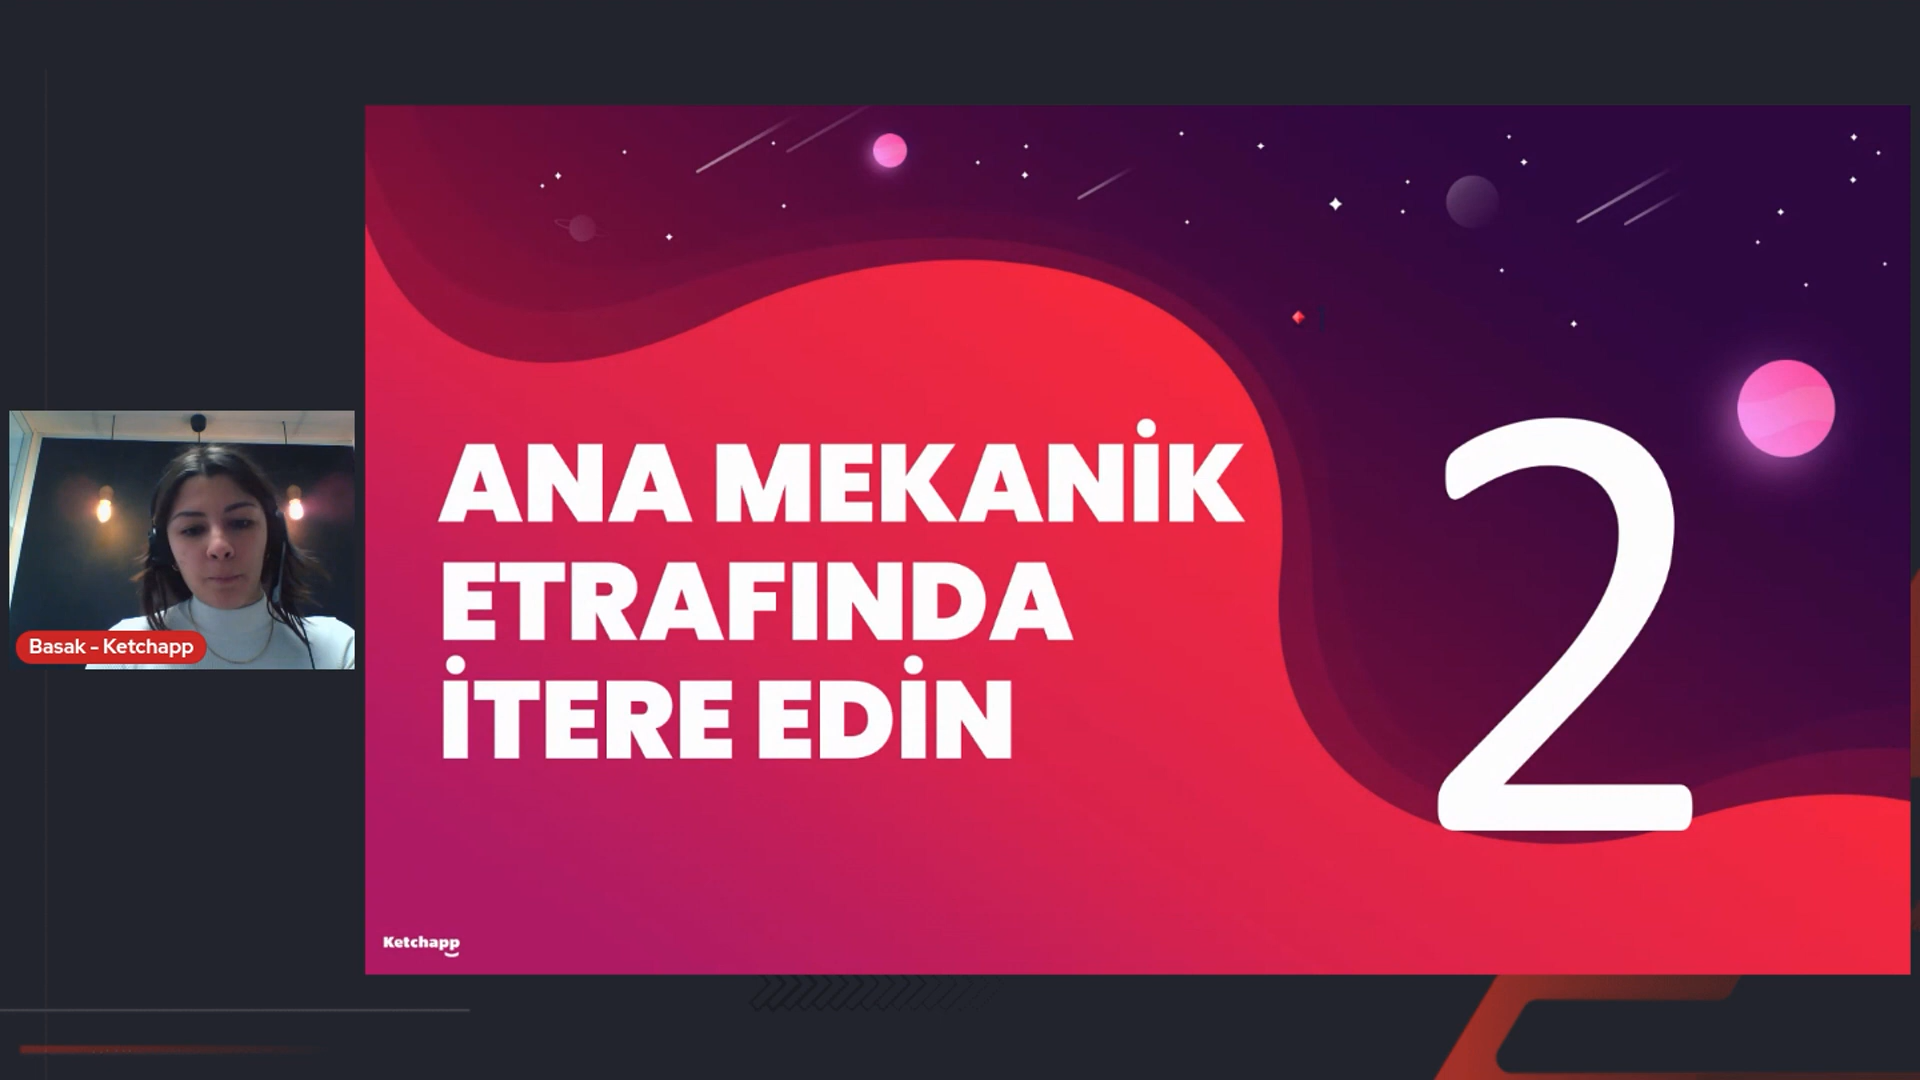 ANA MEKANİK
ETRAFINDA
İTERE EDİN
2
Basak - Ketchapp
Ketchapp